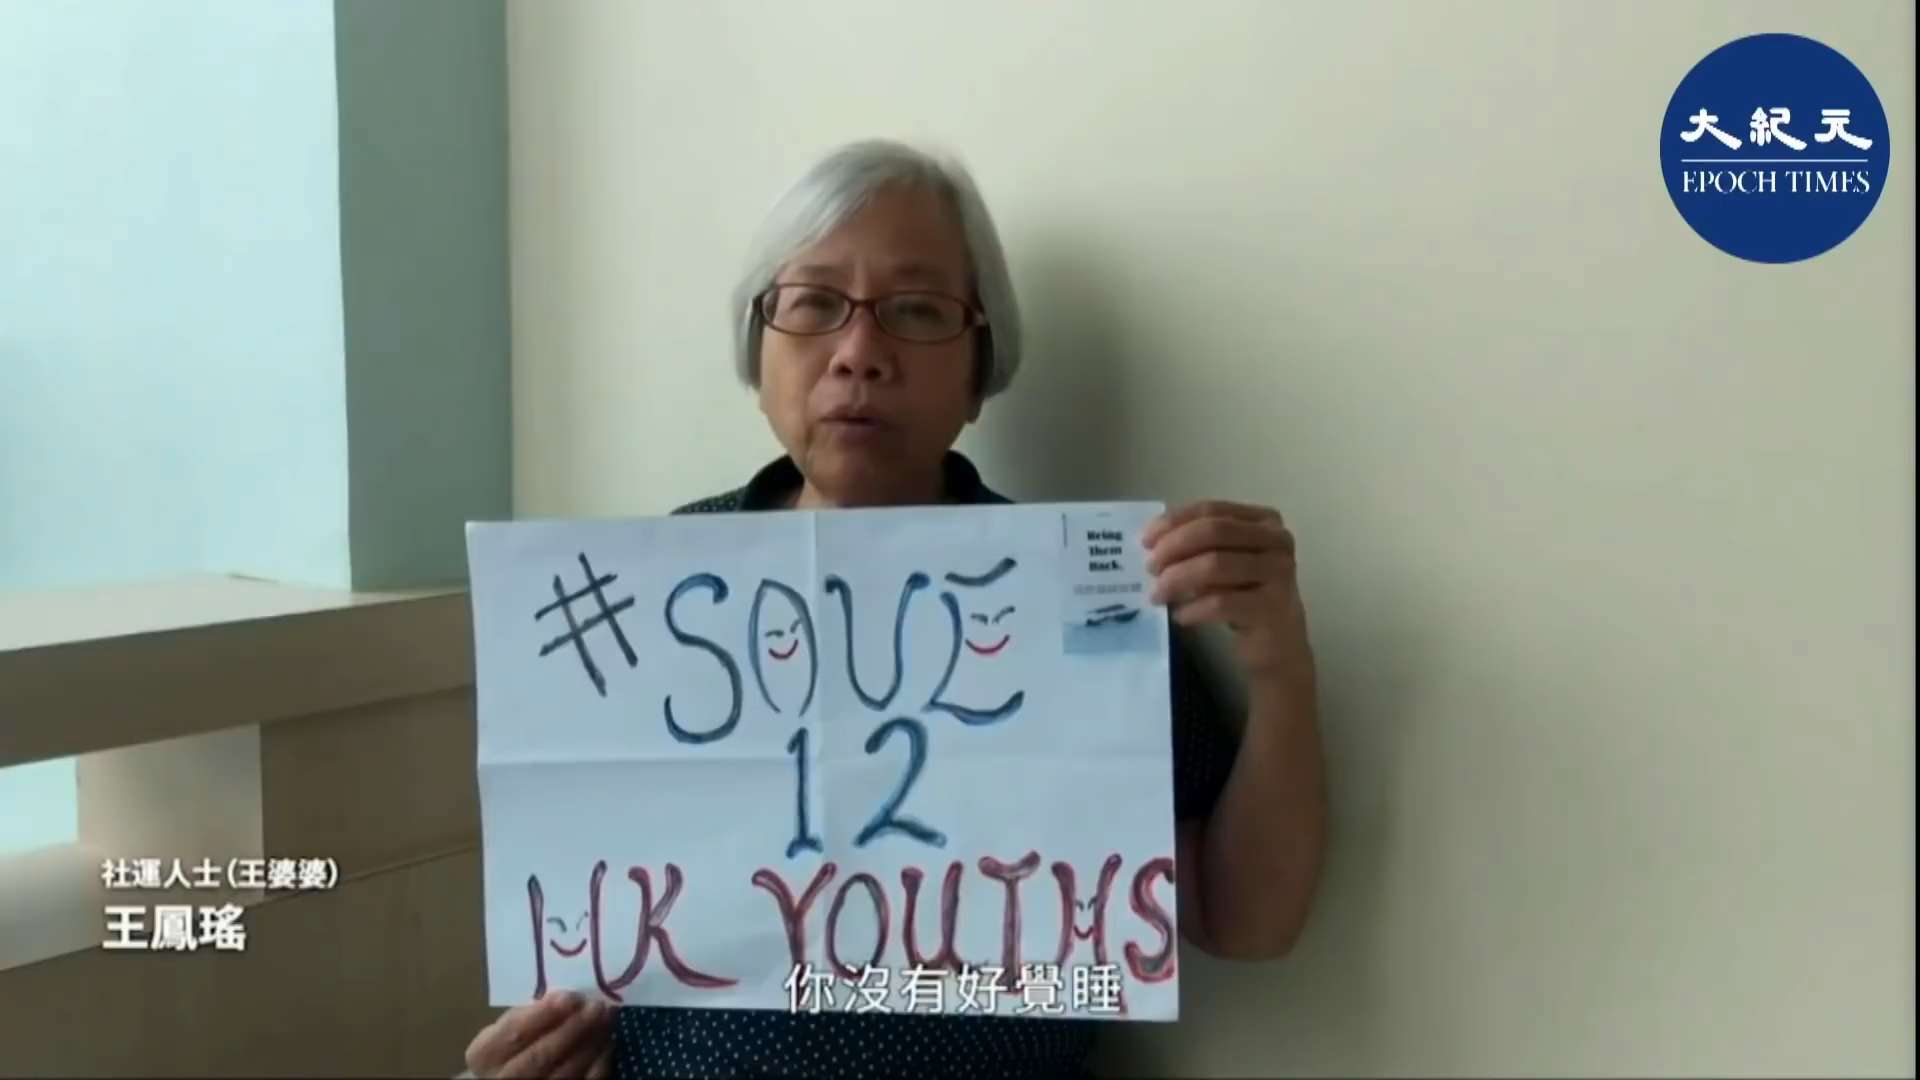 大紀元
EPOCH TIMES
Bring
Them
Back.
#SAVE
12
HK YOUTHS
社運人士(王婆婆)
王鳳瑤
你沒有好覺睡